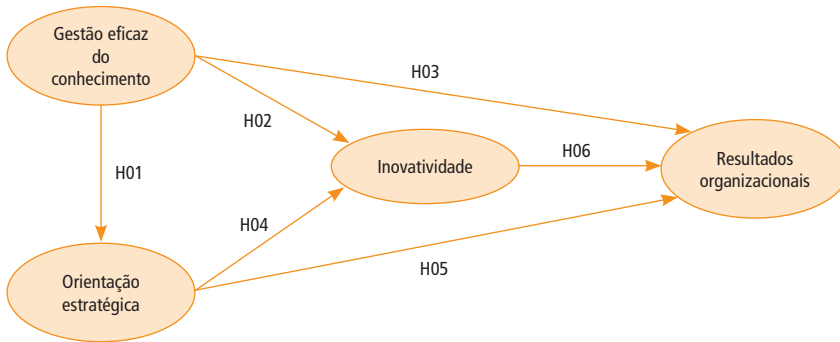 Gestão eficaz
do
conhecimento
H03
H02
H01
Inovatividade
H06
Resultados
organizacionais
H04
H05
Orientação
estratégica